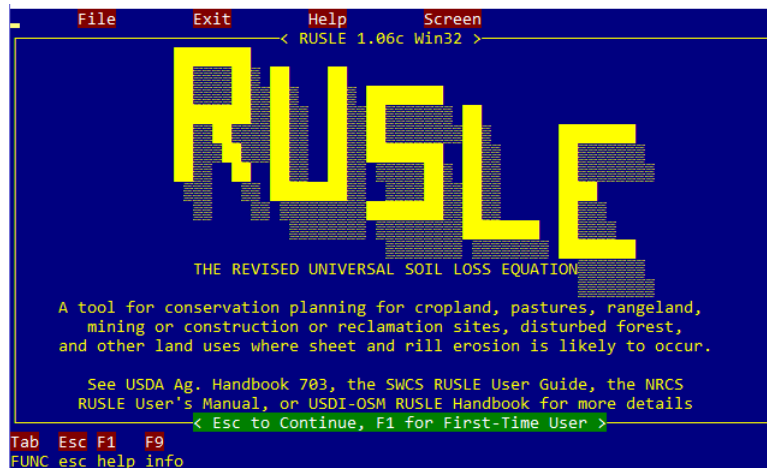 File Exit Help Screen
< RUSLE 1.06c Win32 >
RUSLE
THE REVISED UNIVERSAL SOIL LOSS EQUATION
A tool for conservation planning for cropland, pastures, rangeland,
mining or construction or reclamation sites, disturbed forest,
and other land uses where sheet and rill erosion is likely to occur.
See USDA Ag. Handbook 703, the SWCS RUSLE User Guide, the NRCS
RUSLE User's Manual, or USDI-OSM RUSLE Handbook for more details
< Esc to Continue, F1 for First-Time User >
Tab Esc F1 F9
FUNC esc help info